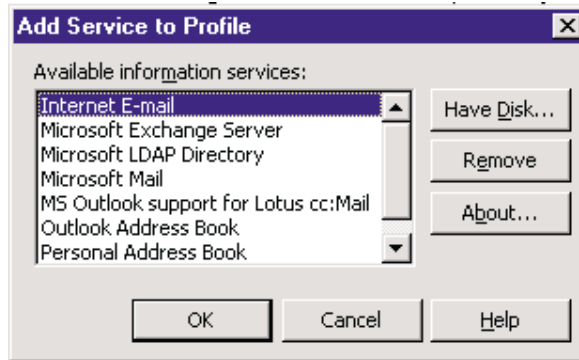 Add Service to Profile
Available information services:
Internet E-mail
Microsoft Exchange Server
Microsoft LDAP Directory
Microsoft Mail
MS Outlook support for Lotus cc:Mail
Outlook Address Book
Personal Address Book
Have Disk...
Remove
About...
OK
Cancel
Help